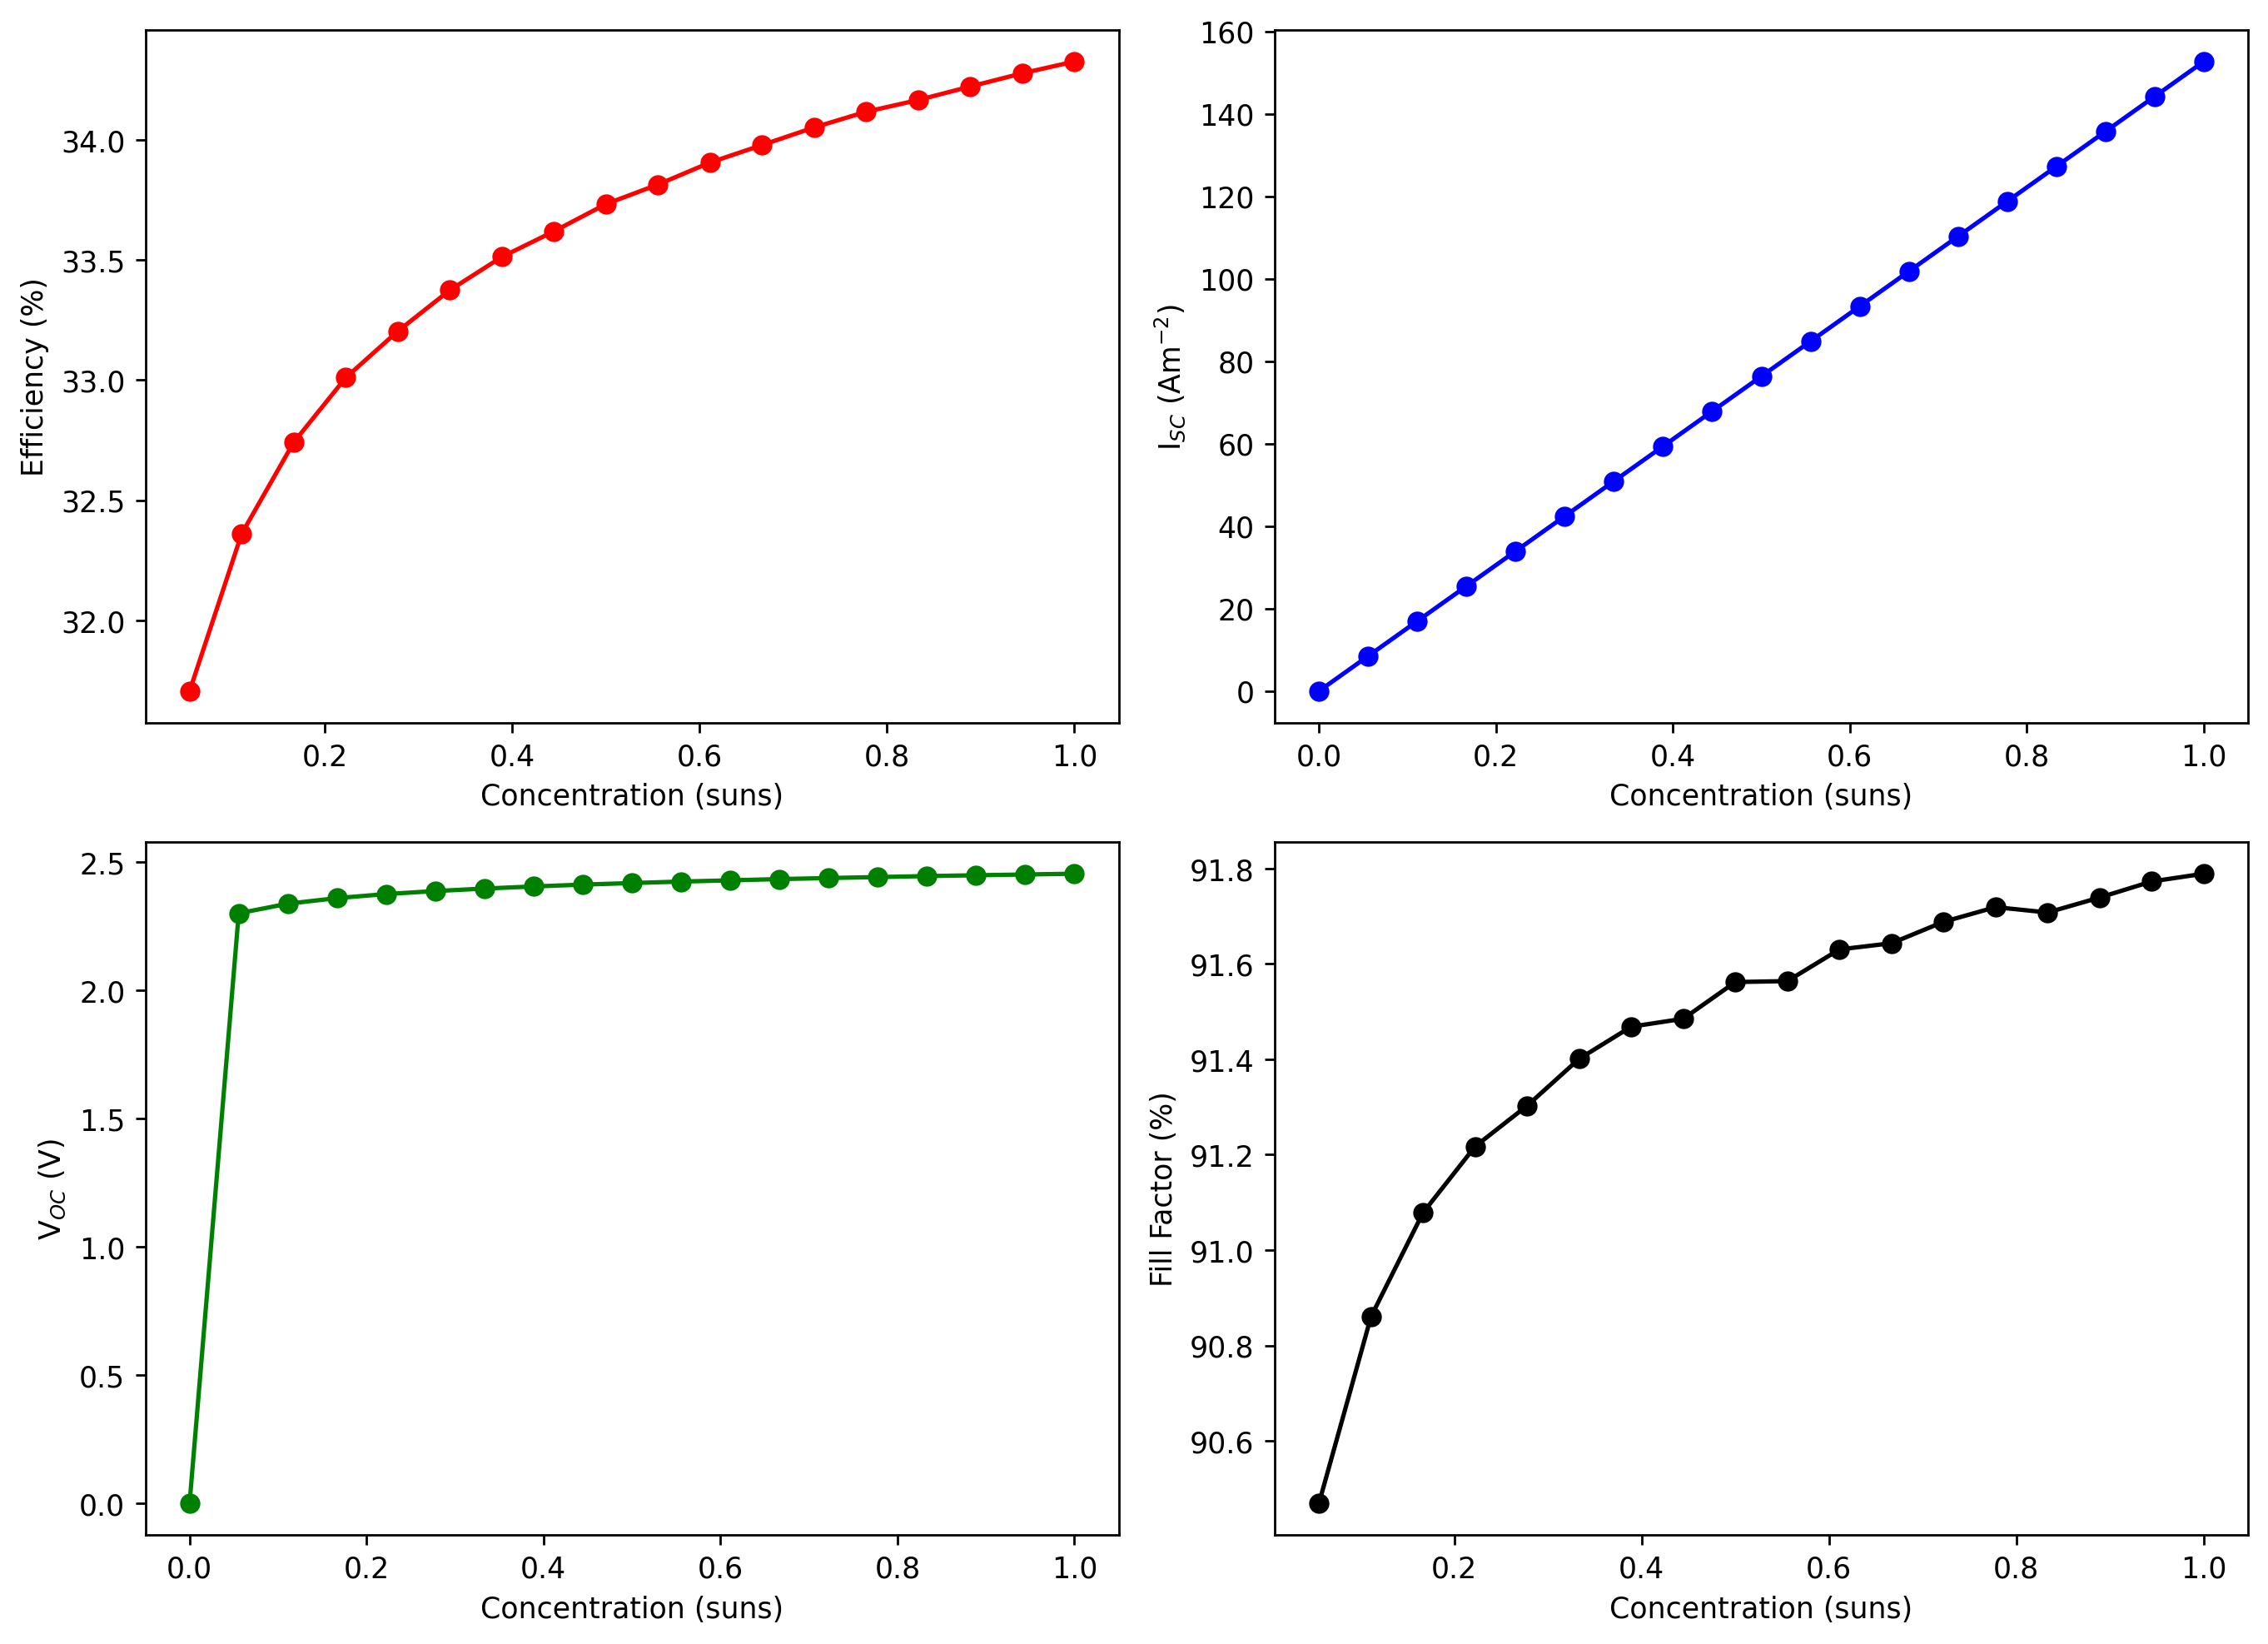 34.0
33.5
33.0
32.5
32.0
Efficiency (%)
0.2 0.4 0.6 0.8 1.0
Concentration (suns)
160
140
120
100
80
60
40
20
0
I_{SC} (Am^{−2})
0.0 0.2 0.4 0.6 0.8 1.0
Concentration (suns)
2.5
2.0
1.5
1.0
0.5
0.0
V_{OC} (V)
0.0 0.2 0.4 0.6 0.8 1.0
Concentration (suns)
91.8
91.6
91.4
91.2
91.0
90.8
90.6
Fill Factor (%)
0.2 0.4 0.6 0.8 1.0
Concentration (suns)